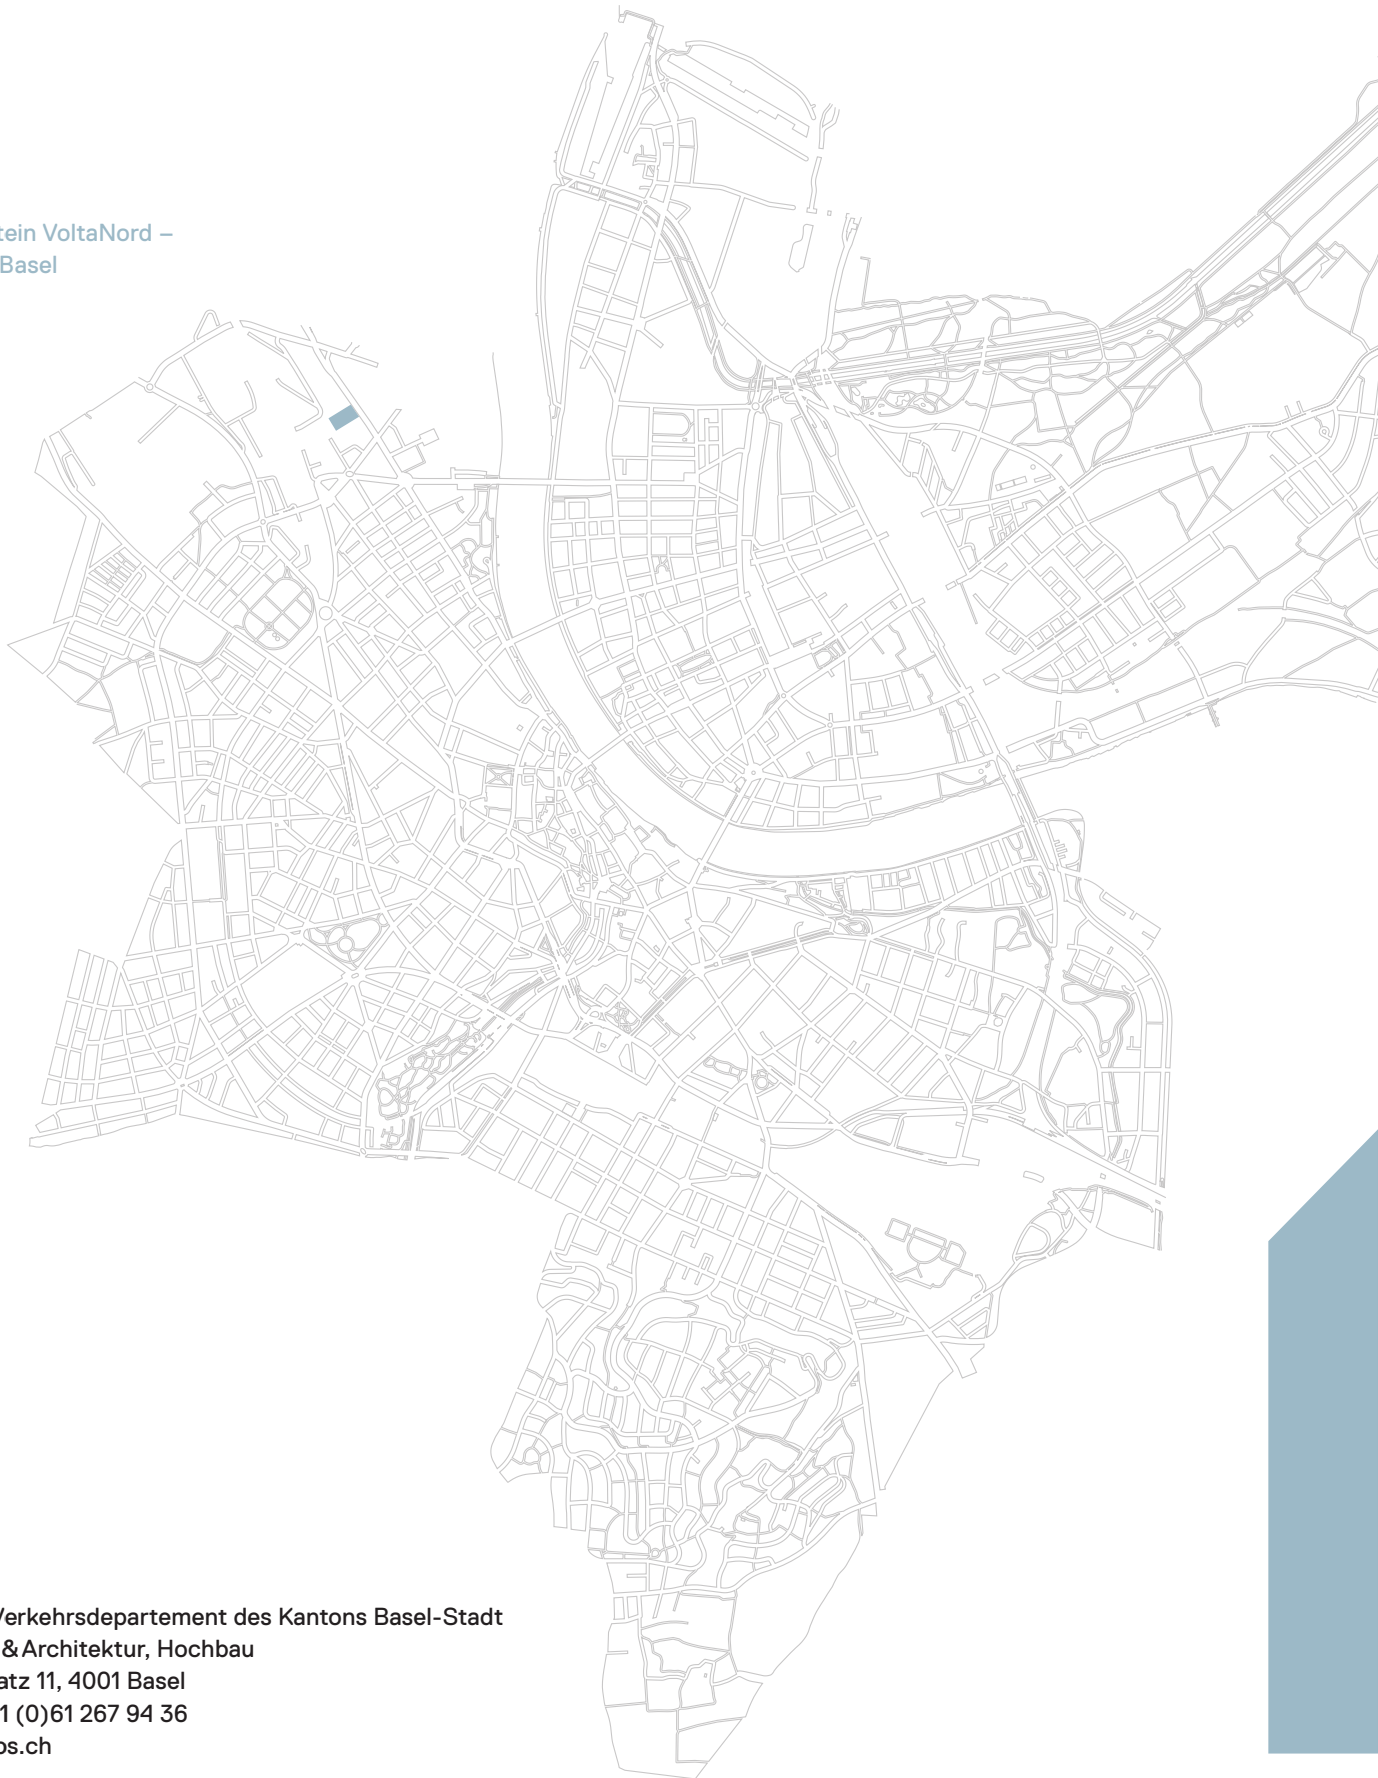 tein VoltaNord –
Basel
Verkehrsdepartement des Kantons Basel-Stadt
& Architektur, Hochbau
atz 11, 4001 Basel
1 (0)61 267 94 36
os.ch